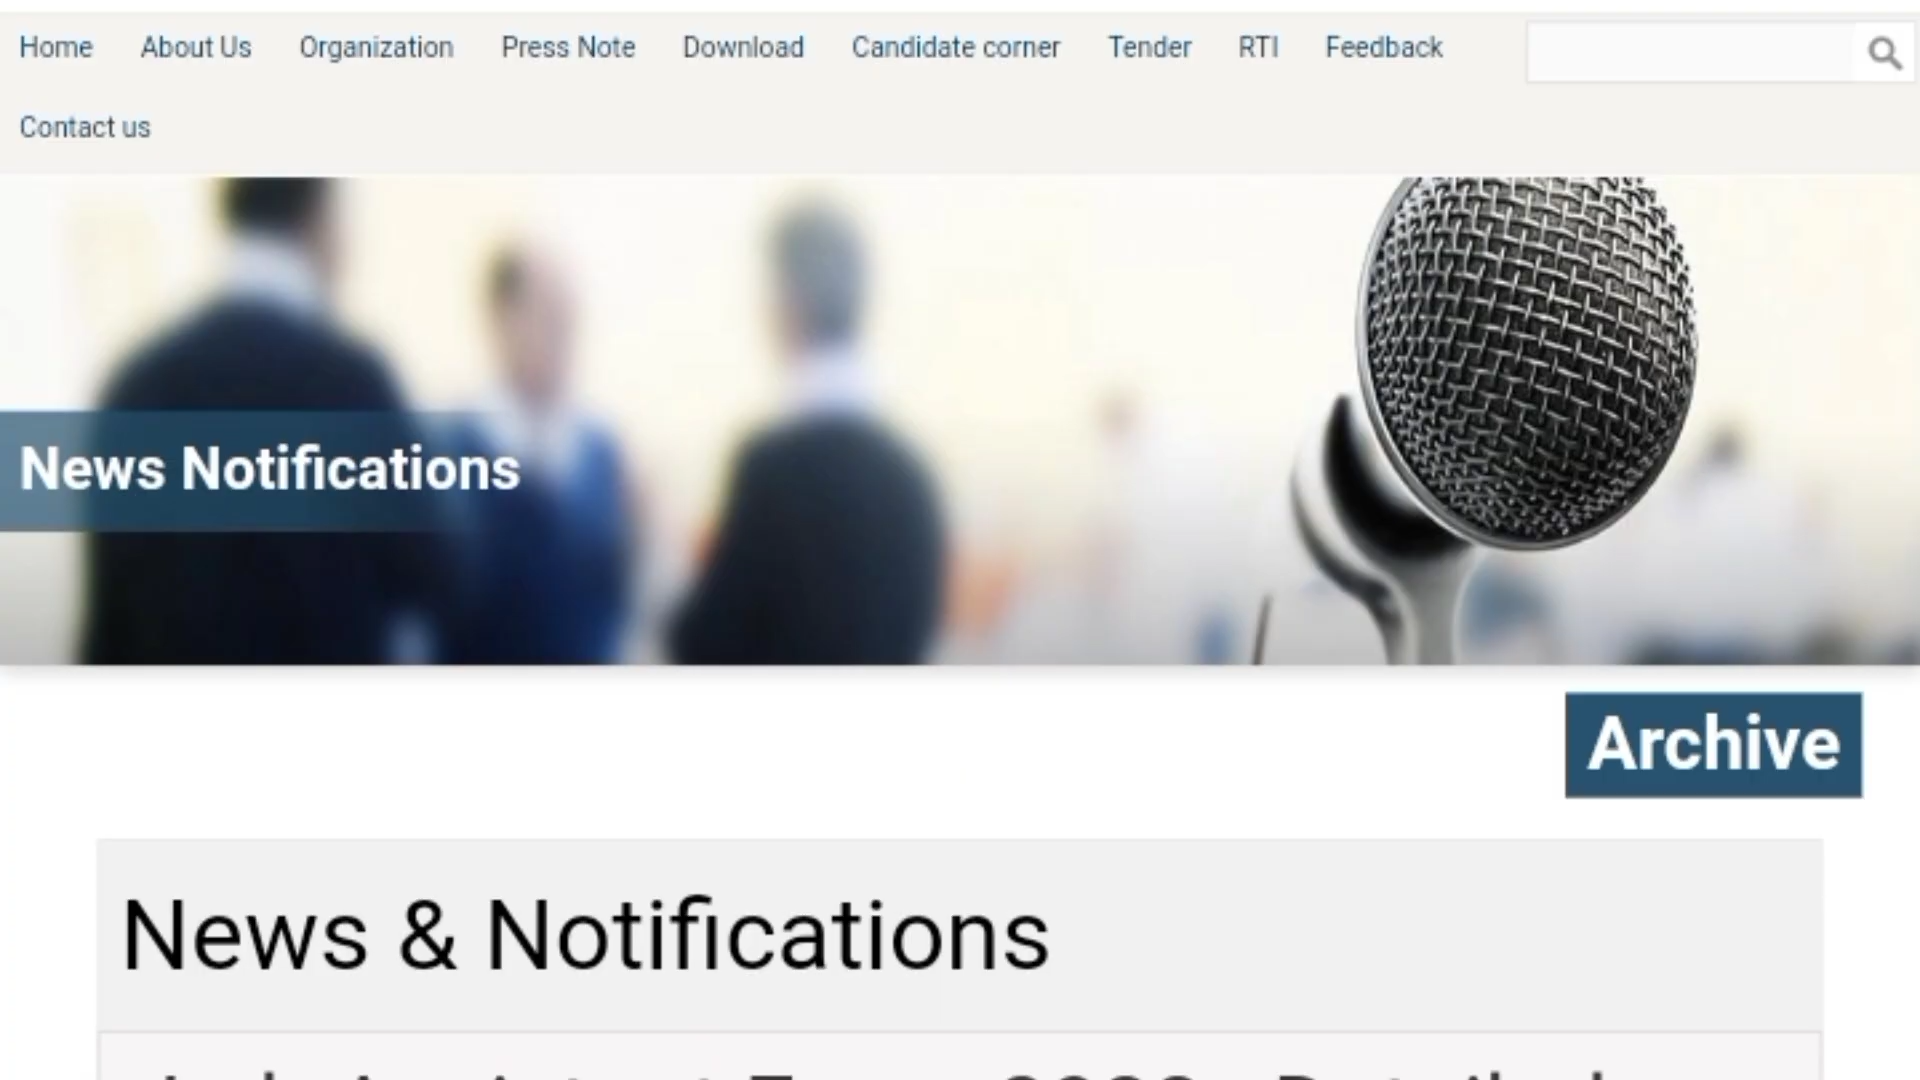 Home About Us Organization Press Note Download Candidate corner Tender RTI Feedback
Contact us
News Notifications
Archive
News & Notifications